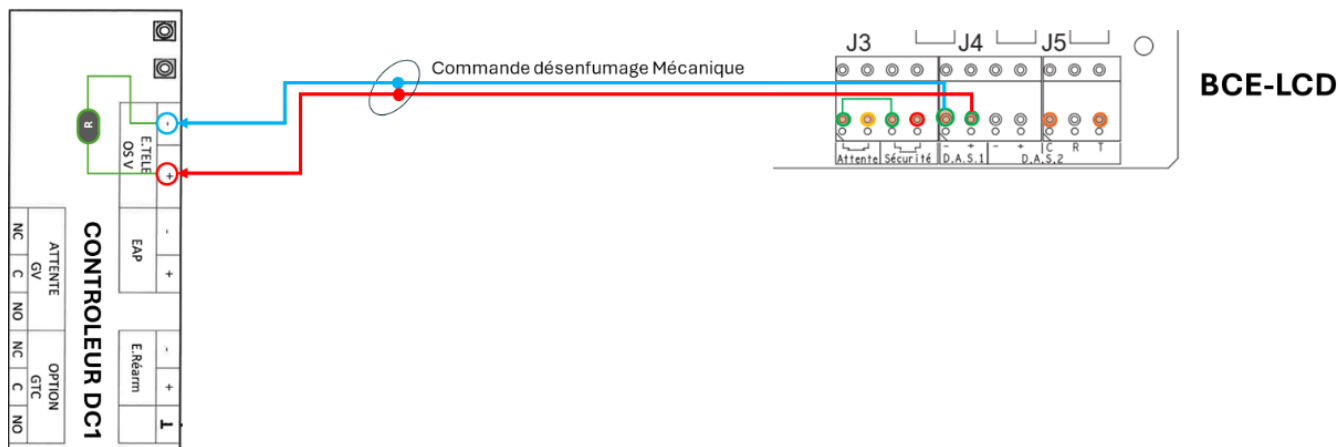 J3 J4 J5
Commande désenfumage Mécanique
BCE-LCD
- + - + C R T
Attente Sécurité D.A.S.1 D.A.S.2
R
-
+
E.TELE
OS V
-
+
EAP
-
+
⊥
E.Réarm
CONTROLEUR DC1
ATTENTE
GV
NC
C
NO
OPTION
GTC
NC
C
NO